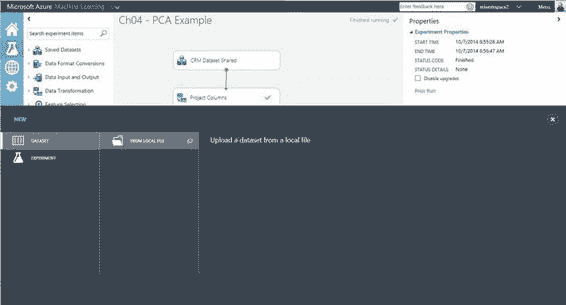 Microsoft Azure Machine Learning
Enter feedback here
mlworkspace2
Menu
Search experiment items
Saved Datasets
Data Format Conversions
Data Input and Output
Data Transformation
Feature Selection
Ch04 - PCA Example
Finished running ✓
CRM Dataset Shared
Project Columns
Properties
Experiment Properties
START TIME 10/7/2014 8:55:28 AM
END TIME 10/7/2014 8:56:47 AM
STATUS CODE Finished
STATUS DETAILS None
Disable upgrades
Prior Run
NEW
DATASET
EXPERIMENT
FROM LOCAL FILE
Upload a dataset from a local file